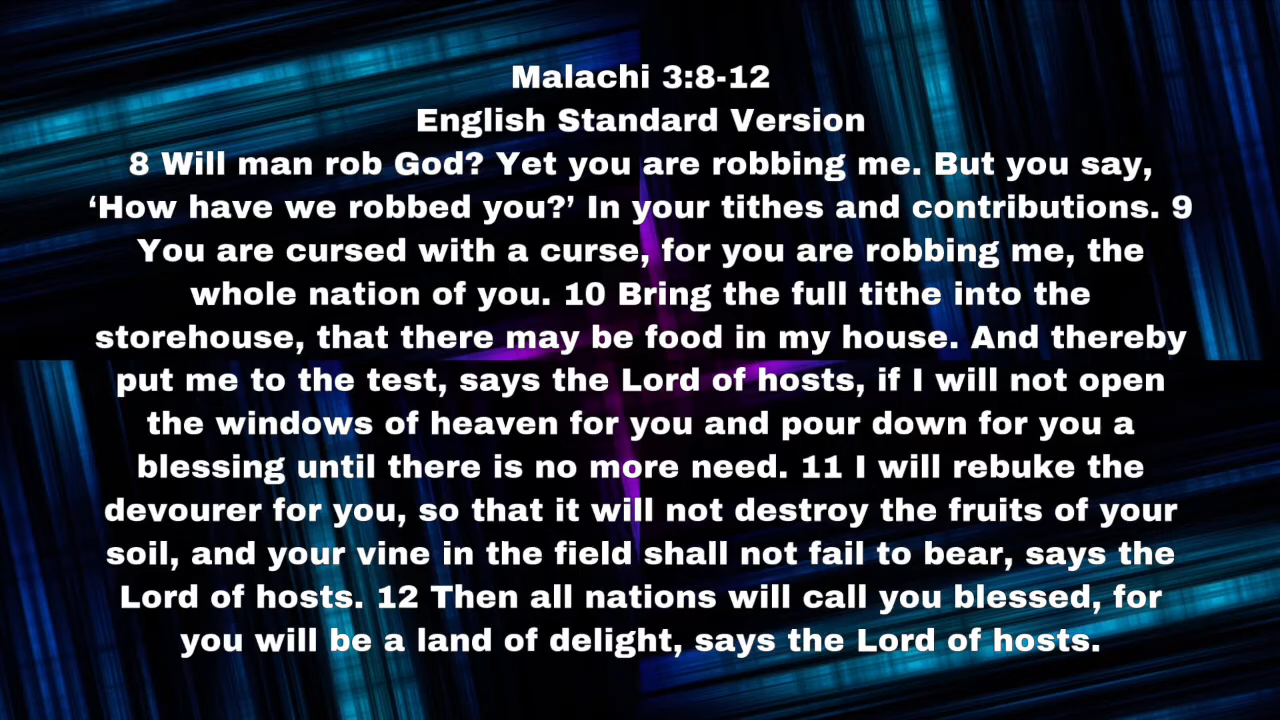 Malachi 3:8-12
English Standard Version
8 Will man rob God? Yet you are robbing me. But you say,
‘How have we robbed you?’ In your tithes and contributions. 9
You are cursed with a curse, for you are robbing me, the
whole nation of you. 10 Bring the full tithe into the
storehouse, that there may be food in my house. And thereby
put me to the test, says the Lord of hosts, if I will not open
the windows of heaven for you and pour down for you a
blessing until there is no more need. 11 I will rebuke the
devourer for you, so that it will not destroy the fruits of your
soil, and your vine in the field shall not fail to bear, says the
Lord of hosts. 12 Then all nations will call you blessed, for
you will be a land of delight, says the Lord of hosts.